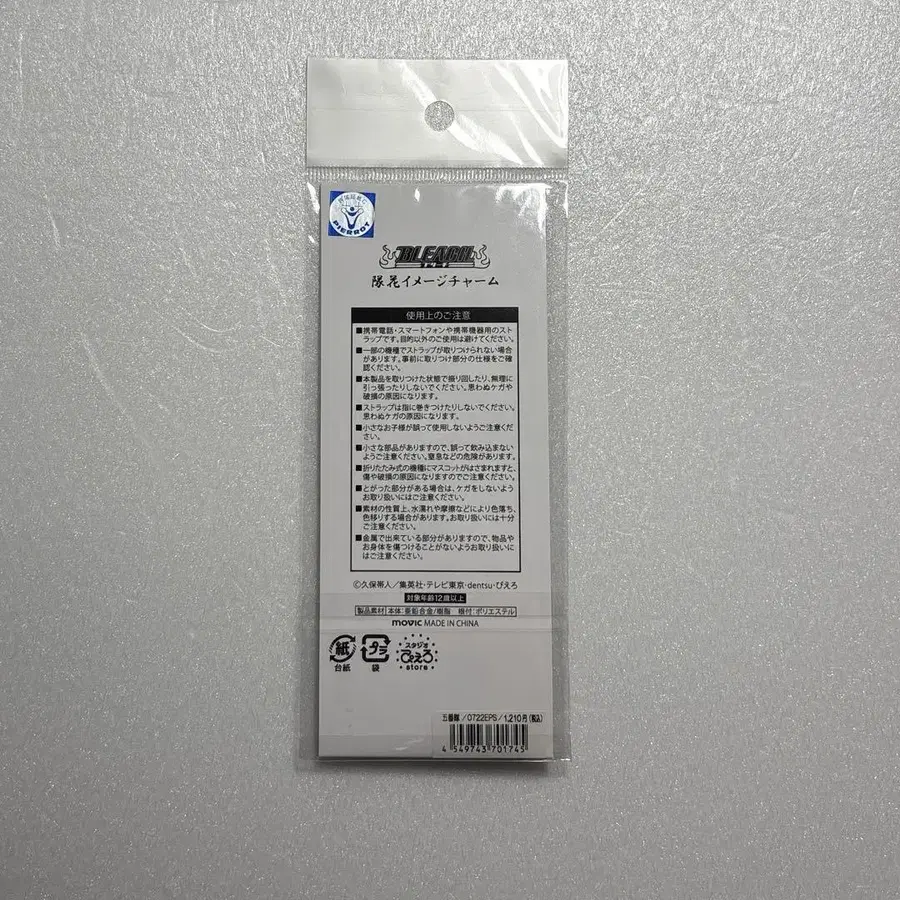 PIERROT
BLEACH
隊花イメージチャーム
使用上のご注意
■携帯電話・スマートフォンや携帯機器用のスト
ラップです。目的以外のご使用は避けてください。
■一部の機種でストラップが取りつけられない場合
があります。事前に取りつけ部分の仕様をご確
認ください。
■本製品を取りつけた状態で振り回したり、無理に
引っ張ったりしないでください。思わぬケガや
破損の原因になります。
■ストラップは指に巻きつけたりしないでください。
思わぬケガの原因になります。
■小さなお子様が誤って使用しないようご注意くだ
さい。
■小さな部品がありますので、誤って飲み込まない
ようご注意ください。窒息などの危険があります。
■折りたたみ式の機種にマスコットがはさまれますと、
傷や破損の原因になりますのでご注意ください。
■とがった部分がある場合は、ケガをしないよう
お取り扱いにはご注意ください。
■素材の性質上、水濡れや摩擦などにより色落ち、
色移りする場合があります。お取り扱いには十分
ご注意ください。
■金属で出来ている部分がありますので、物品や
お身体を傷つけることがないようお取り扱いに
はご注意ください。
©久保帯人/集英社・テレビ東京・dentsu・ぴえろ
対象年齢12歳以上
製品素材 本体:亜鉛合金/樹脂 根付:ポリエステル
movic MADE IN CHINA
紙
台紙
プラ
袋
スタジオ
ぴえろ
store
五番隊/0722EPS/1,210円(税込)
4 549743 701745